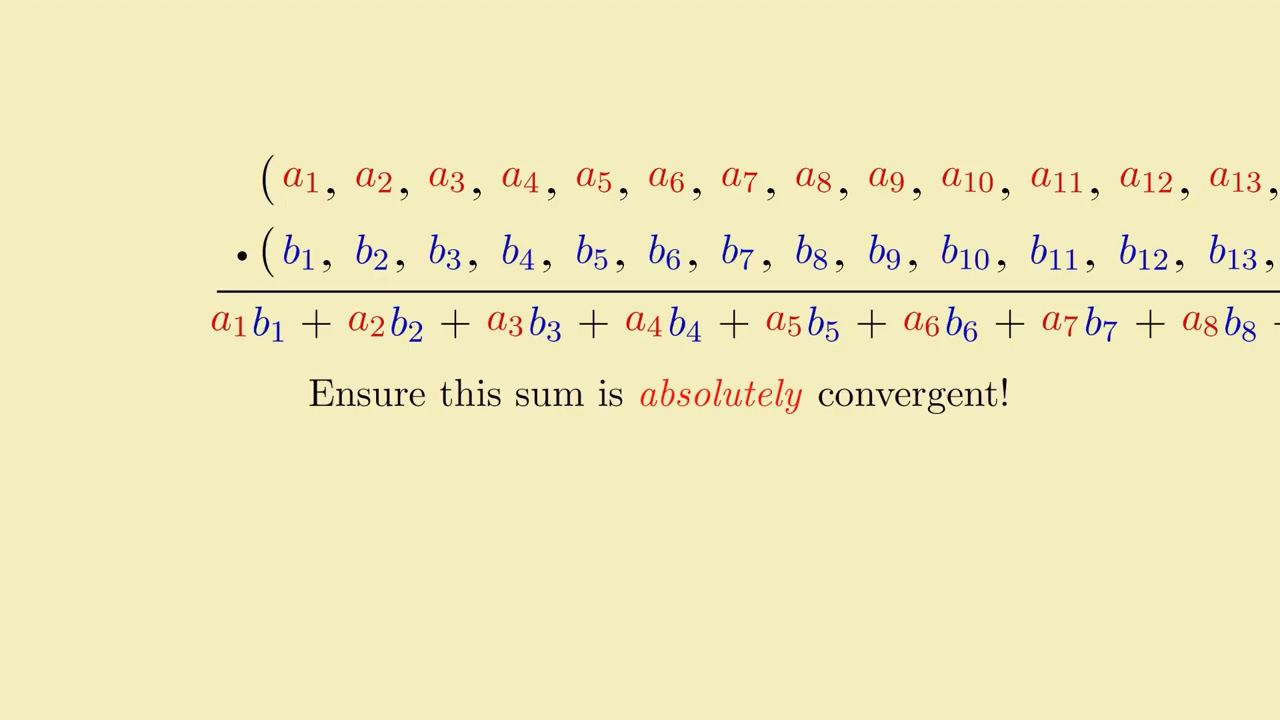 (a₁, a₂, a₃, a₄, a₅, a₆, a₇, a₈, a₉, a₁₀, a₁₁, a₁₂, a₁₃,
· (b₁, b₂, b₃, b₄, b₅, b₆, b₇, b₈, b₉, b₁₀, b₁₁, b₁₂, b₁₃,
a₁b₁ + a₂b₂ + a₃b₃ + a₄b₄ + a₅b₅ + a₆b₆ + a₇b₇ + a₈b₈ +
Ensure this sum is absolutely convergent!